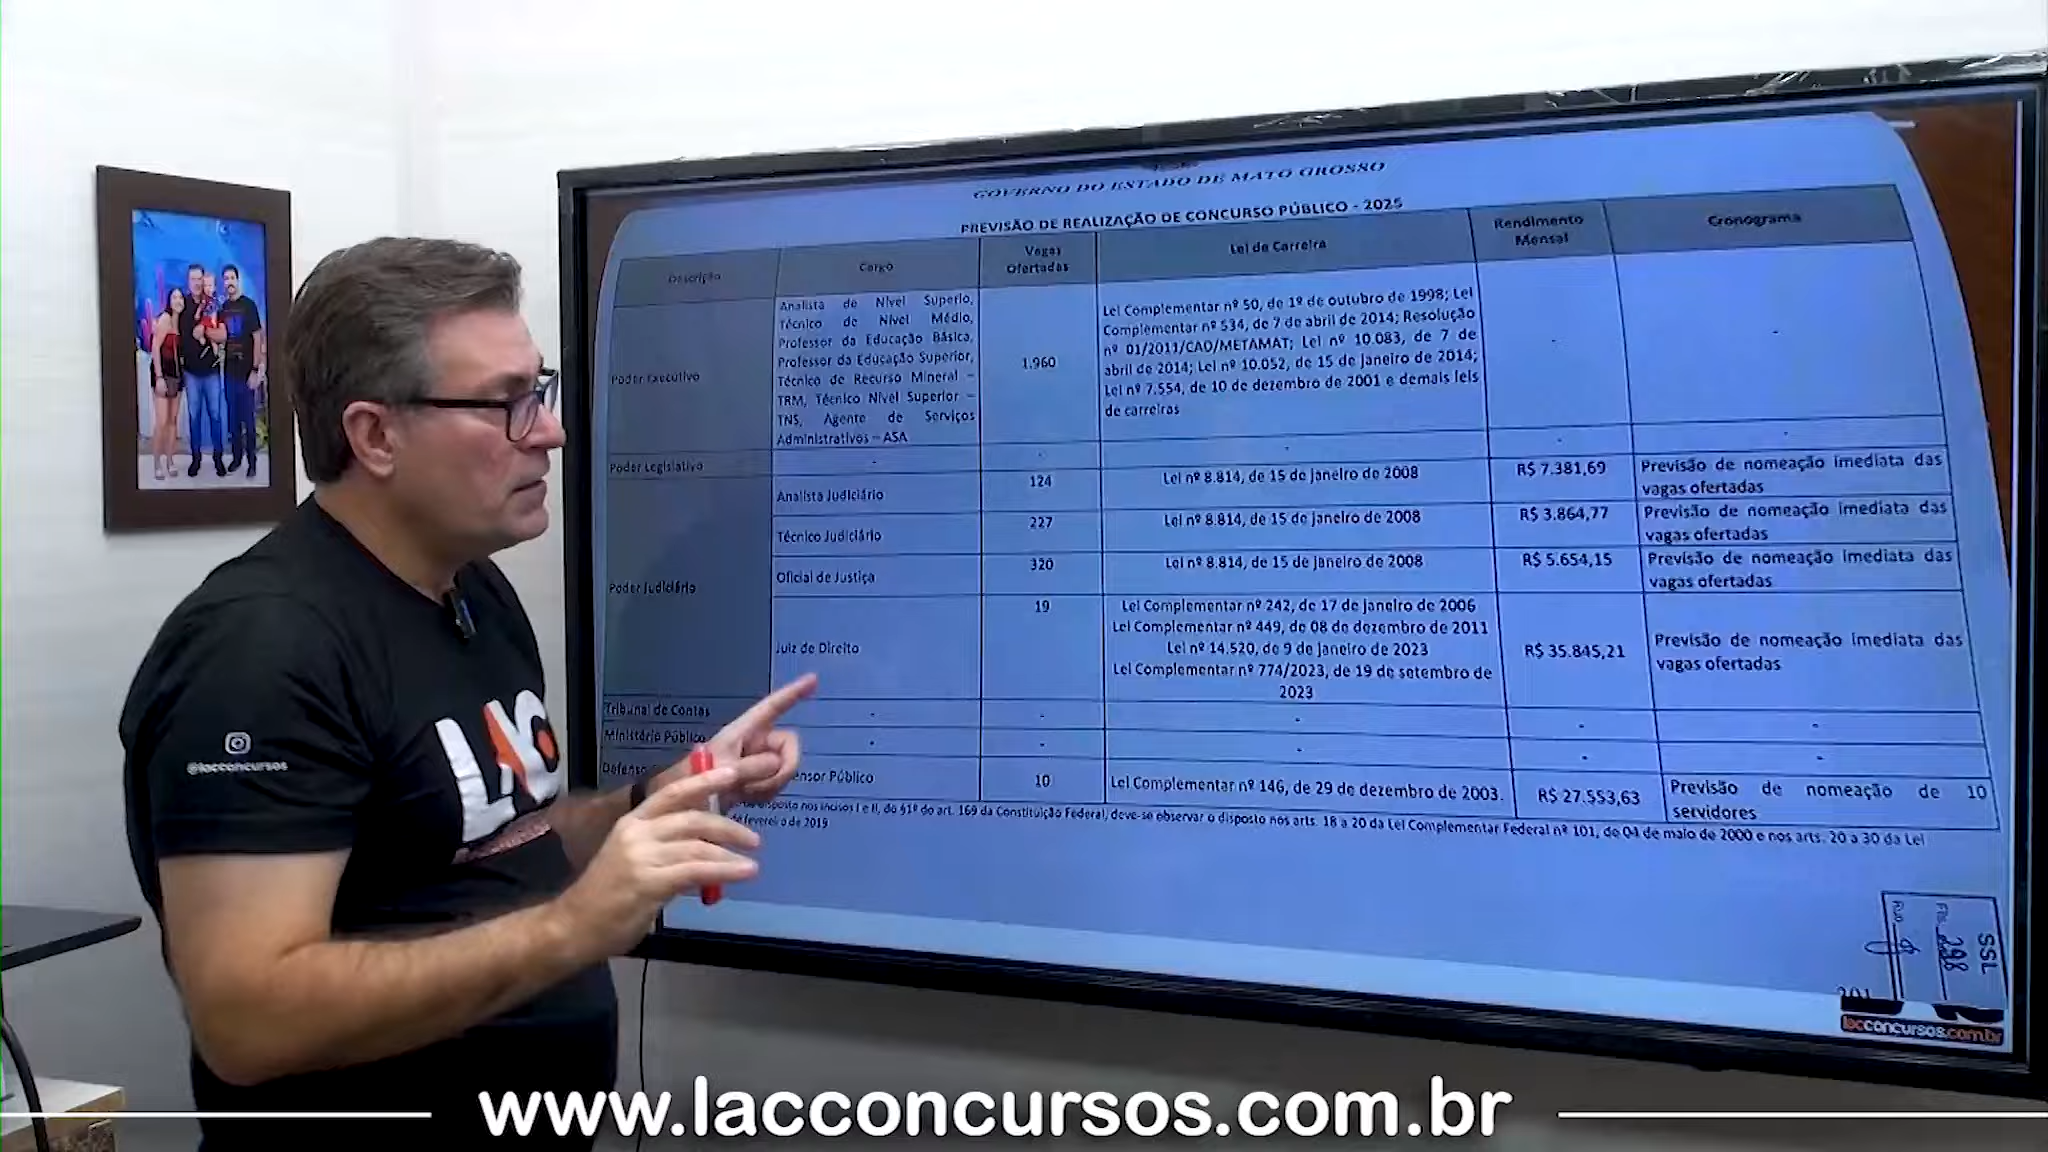 GOVERNO DO ESTADO DE MATO GROSSO
PREVISÃO DE REALIZAÇÃO DE CONCURSO PÚBLICO - 2025
Descrição
Cargo
Vagas
Ofertadas
Lei de Carreira
Rendimento
Mensal
Cronograma
Poder Executivo
Analista de Nível Superio,
Técnico de Nível Médio,
Professor da Educação Básica,
Professor da Educação Superior,
Técnico de Recurso Mineral –
TRM, Técnico Nível Superior –
TNS, Agente de Serviços
Administrativos – ASA
1.960
Lei Complementar nº 50, de 1º de outubro de 1998; Lei
Complementar nº 534, de 7 de abril de 2014; Resolução
nº 01/2011/CAD/METAMAT; Lei nº 10.083, de 7 de
abril de 2014; Lei nº 10.052, de 15 de janeiro de 2014;
Lei nº 7.554, de 10 de dezembro de 2001 e demais leis
de carreiras
-
-
Poder Legislativo
-
-
-
-
-
Poder Judiciário
Analista Judiciário
124
Lei nº 8.814, de 15 de janeiro de 2008
R$ 7.381,69
Previsão de nomeação imediata das
vagas ofertadas
Técnico Judiciário
227
Lei nº 8.814, de 15 de janeiro de 2008
R$ 3.864,77
Previsão de nomeação imediata das
vagas ofertadas
Oficial de Justiça
320
Lei nº 8.814, de 15 de janeiro de 2008
R$ 5.654,15
Previsão de nomeação imediata das
vagas ofertadas
Juiz de Direito
19
Lei Complementar nº 242, de 17 de janeiro de 2006
Lei Complementar nº 449, de 08 de dezembro de 2011
Lei nº 14.520, de 9 de janeiro de 2023
Lei Complementar nº 774/2023, de 19 de setembro de
2023
R$ 35.845,21
Previsão de nomeação imediata das
vagas ofertadas
Tribunal de Contas
-
-
-
-
-
Ministério Público
-
-
-
-
-
Defenso
ensor Público
10
Lei Complementar nº 146, de 29 de dezembro de 2003.
R$ 27.553,63
Previsão de nomeação de 10
servidores
disposto nos incisos I e II, do §1º do art. 169 da Constituição Federal, deve-se observar o disposto nos arts. 18 a 20 da Lei Complementar Federal nº 101, de 04 de maio de 2000 e nos arts. 20 a 30 da Lei
de fevereiro de 2019
SSL
Fls. 298
Rub
201
lacconcursos.com.br
LAC
@lacconcursos
www.lacconcursos.com.br